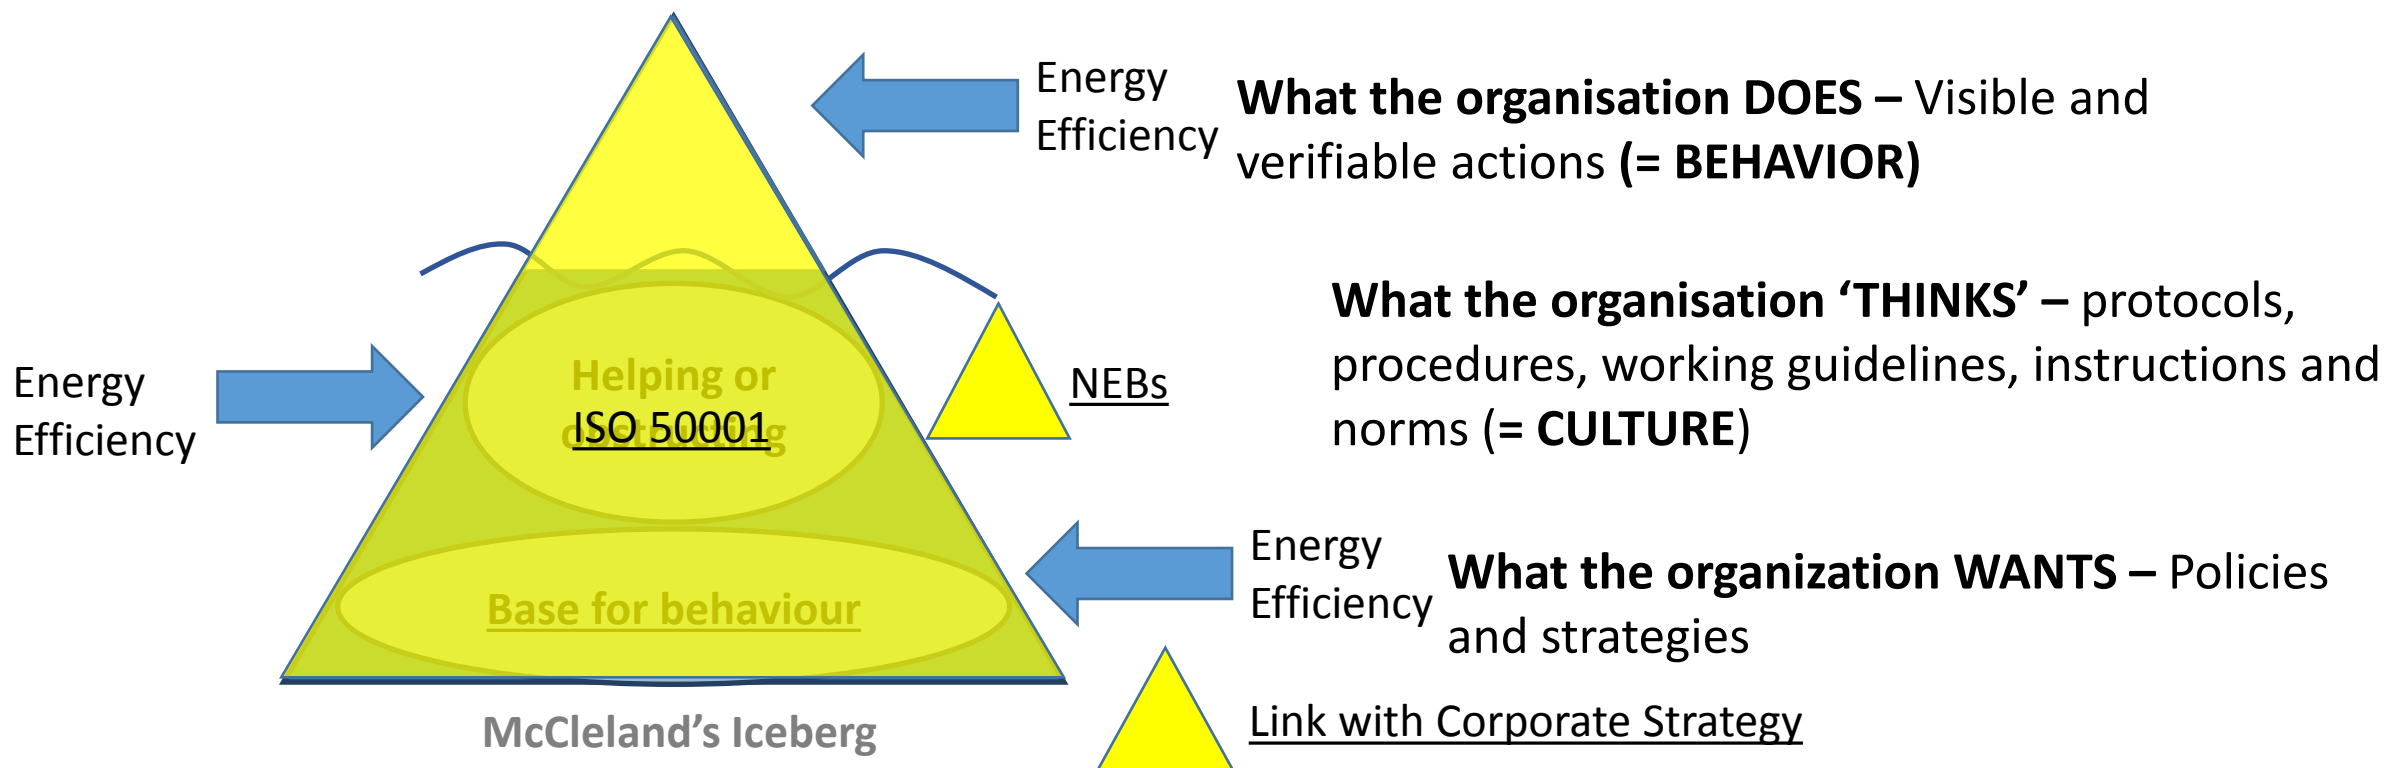 Energy
Efficiency
What the organisation DOES – Visible and
verifiable actions (= BEHAVIOR)
What the organisation ‘THINKS’ – protocols,
procedures, working guidelines, instructions and
norms (= CULTURE)
Energy
Efficiency
Helping or
obstructing
ISO 50001
NEBs
Energy
Efficiency
What the organization WANTS – Policies
and strategies
Base for behaviour
Link with Corporate Strategy
McCleland’s Iceberg